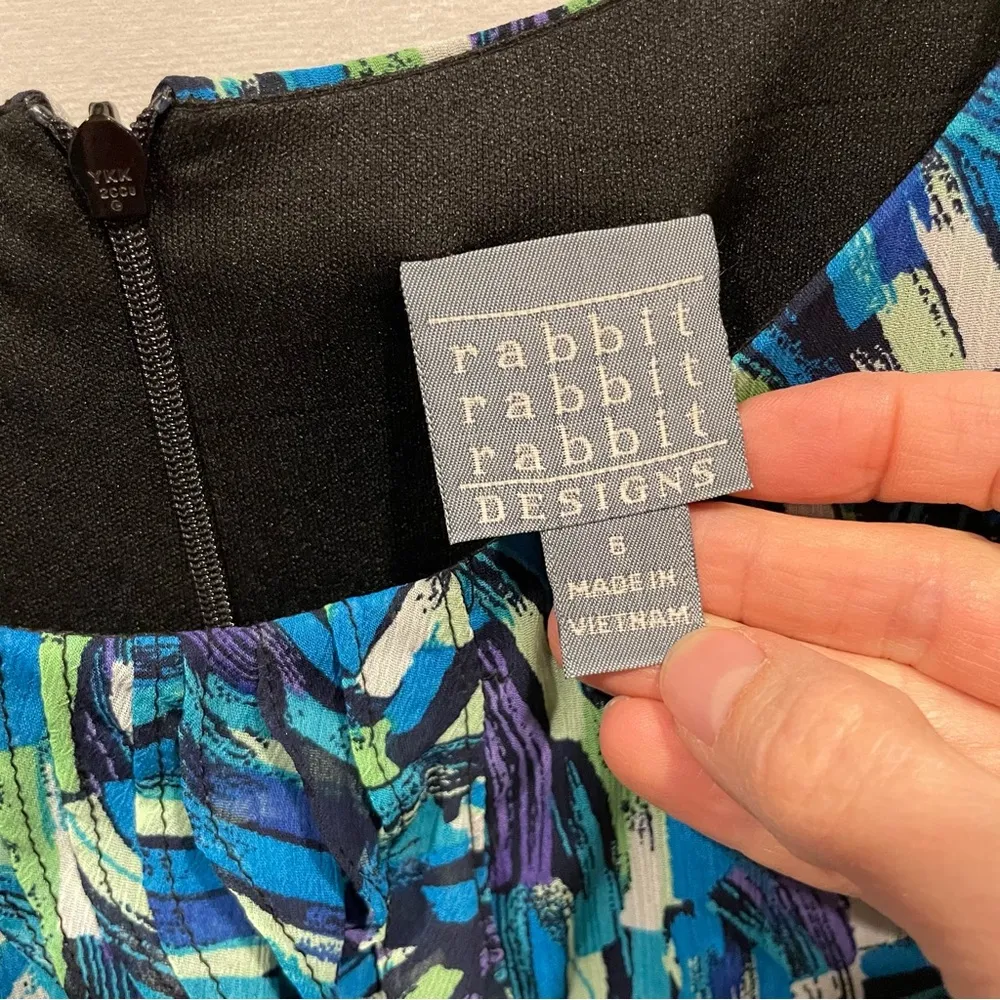 YKK
rabbit
rabbit
rabbit
DESIGNS
6
MADE IN
VIETNAM